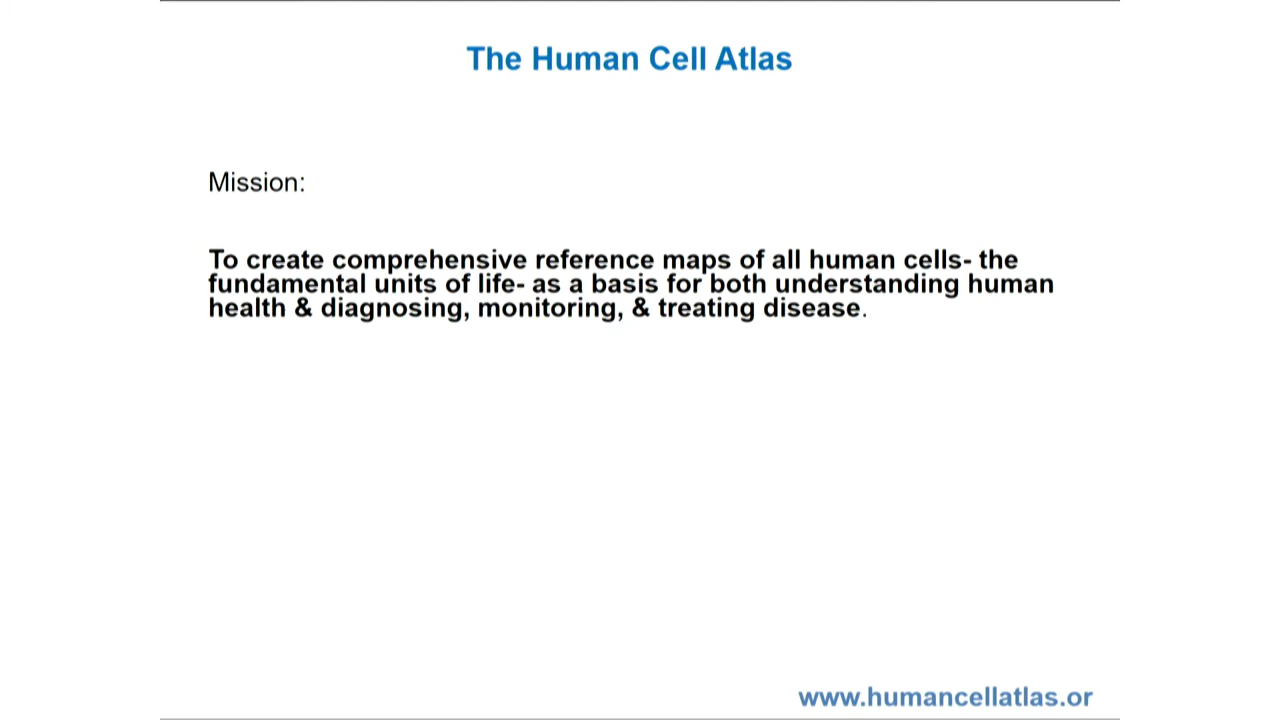 The Human Cell Atlas
Mission:
To create comprehensive reference maps of all human cells- the
fundamental units of life- as a basis for both understanding human
health & diagnosing, monitoring, & treating disease.
www.humancellatlas.or